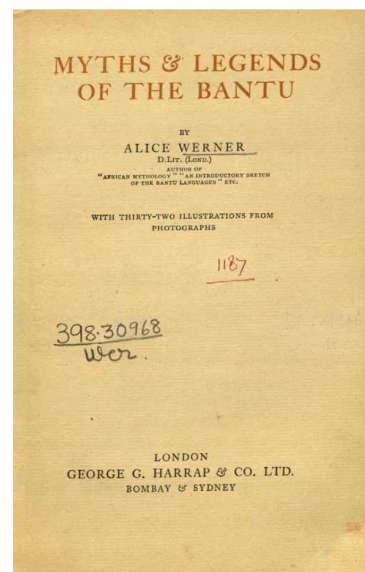 MYTHS & LEGENDS
OF THE BANTU
BY
ALICE WERNER
D.LIT. (LOND.)
AUTHOR OF
"AFRICAN MYTHOLOGY" "AN INTRODUCTORY SKETCH
OF THE BANTU LANGUAGES" ETC.
WITH THIRTY-TWO ILLUSTRATIONS FROM
PHOTOGRAPHS
1187
398.30968
Wer.
LONDON
GEORGE G. HARRAP & CO. LTD.
BOMBAY & SYDNEY